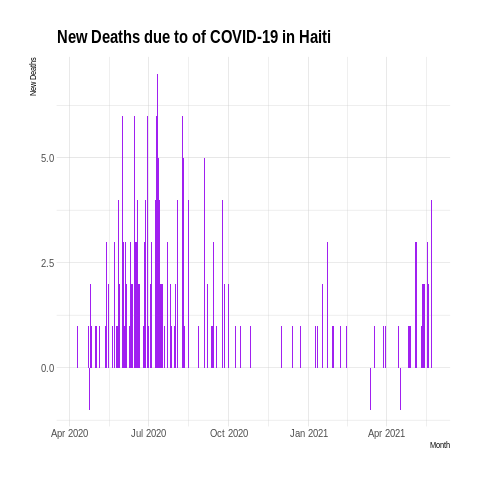 New Deaths due to of COVID-19 in Haiti
New Deaths
5.0
2.5
0.0
Apr 2020 Jul 2020 Oct 2020 Jan 2021 Apr 2021
Month